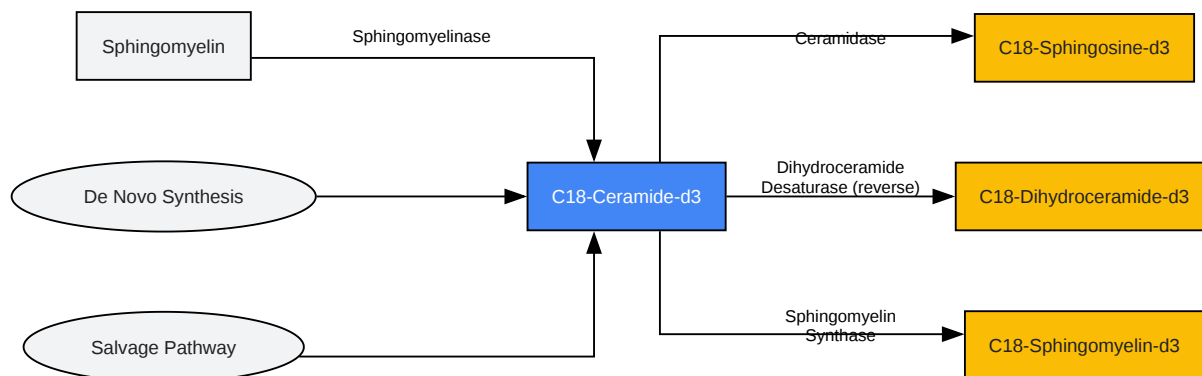 Sphingomyelin
Sphingomyelinase
Ceramidase
C18-Sphingosine-d3
De Novo Synthesis
C18-Ceramide-d3
Dihydroceramide
Desaturase (reverse)
C18-Dihydroceramide-d3
Salvage Pathway
Sphingomyelin
Synthase
C18-Sphingomyelin-d3